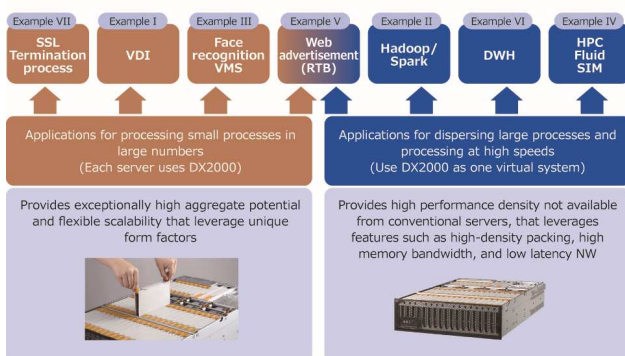 Example VII
Example I
Example III
Example V
Example II
Example VI
Example IV
SSL
Termination
process
VDI
Face
recognition
VMS
Web
advertisement
(RTB)
Hadoop/
Spark
DWH
HPC
Fluid
SIM
Applications for processing small processes in
large numbers
(Each server uses DX2000)
Applications for dispersing large processes and
processing at high speeds
(Use DX2000 as one virtual system)
Provides exceptionally high aggregate potential
and flexible scalability that leverage unique
form factors
Provides high performance density not available
from conventional servers, that leverages
features such as high-density packing, high
memory bandwidth, and low latency NW